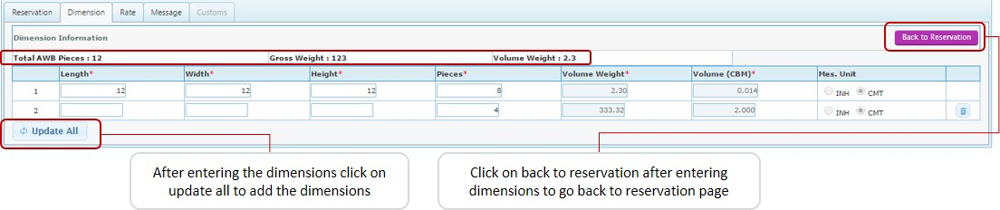 Reservation Dimension Rate Message Customs
Dimension Information Back to Reservation
Total AWB Pieces : 12 Gross Weight : 123 Volume Weight : 2.3
Length* Width* Height* Pieces* Volume Weight* Volume (CBM)* Mes. Unit
1 12 12 12 8 2.30 0.014 INH CMT
2 4 333.32 2.000 INH CMT
Update All
After entering the dimensions click on
update all to add the dimensions
Click on back to reservation after entering
dimensions to go back to reservation page